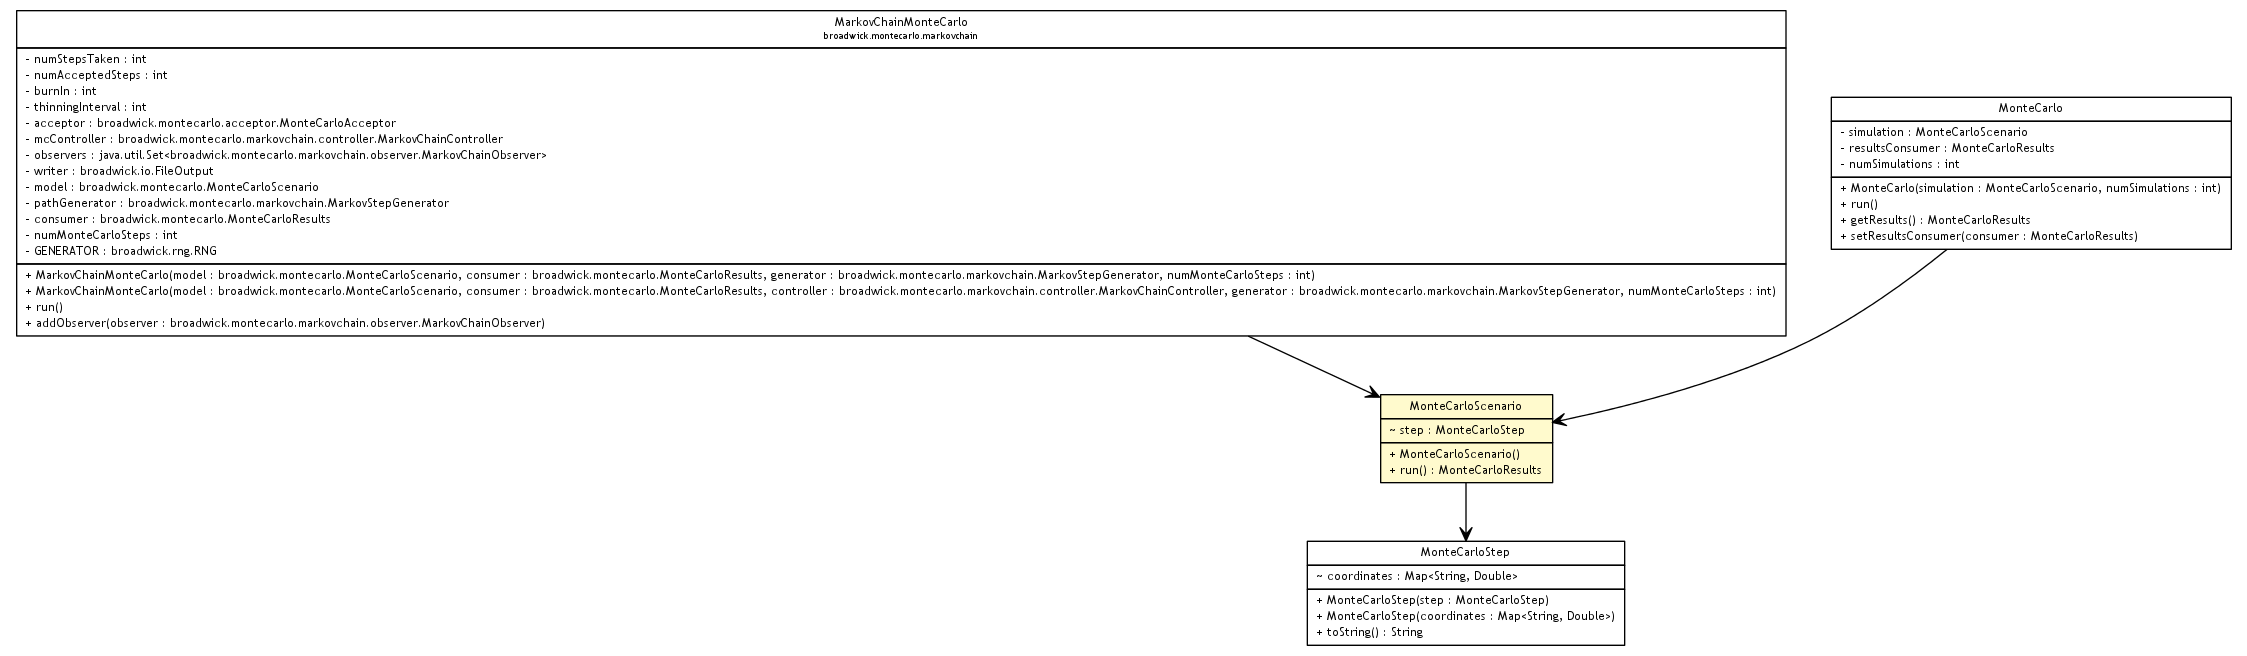 MarkovChainMonteCarlo
broadwick.montecarlo.markovchain
- numStepsTaken : int
- numAcceptedSteps : int
- burnIn : int
- thinningInterval : int
- acceptor : broadwick.montecarlo.acceptor.MonteCarloAcceptor
- mcController : broadwick.montecarlo.markovchain.controller.MarkovChainController
- observers : java.util.Set<broadwick.montecarlo.markovchain.observer.MarkovChainObserver>
- writer : broadwick.io.FileOutput
- model : broadwick.montecarlo.MonteCarloScenario
- pathGenerator : broadwick.montecarlo.markovchain.MarkovStepGenerator
- consumer : broadwick.montecarlo.MonteCarloResults
- numMonteCarloSteps : int
- GENERATOR : broadwick.rng.RNG
+ MarkovChainMonteCarlo(model : broadwick.montecarlo.MonteCarloScenario, consumer : broadwick.montecarlo.MonteCarloResults, generator : broadwick.montecarlo.markovchain.MarkovStepGenerator, numMonteCarloSteps : int)
+ MarkovChainMonteCarlo(model : broadwick.montecarlo.MonteCarloScenario, consumer : broadwick.montecarlo.MonteCarloResults, controller : broadwick.montecarlo.markovchain.controller.MarkovChainController, generator : broadwick.montecarlo.markovchain.MarkovStepGenerator, numMonteCarloSteps : int)
+ run()
+ addObserver(observer : broadwick.montecarlo.markovchain.observer.MarkovChainObserver)
MonteCarlo
- simulation : MonteCarloScenario
- resultsConsumer : MonteCarloResults
- numSimulations : int
+ MonteCarlo(simulation : MonteCarloScenario, numSimulations : int)
+ run()
+ getResults() : MonteCarloResults
+ setResultsConsumer(consumer : MonteCarloResults)
MonteCarloScenario
~ step : MonteCarloStep
+ MonteCarloScenario()
+ run() : MonteCarloResults
MonteCarloStep
~ coordinates : Map<String, Double>
+ MonteCarloStep(step : MonteCarloStep)
+ MonteCarloStep(coordinates : Map<String, Double>)
+ toString() : String